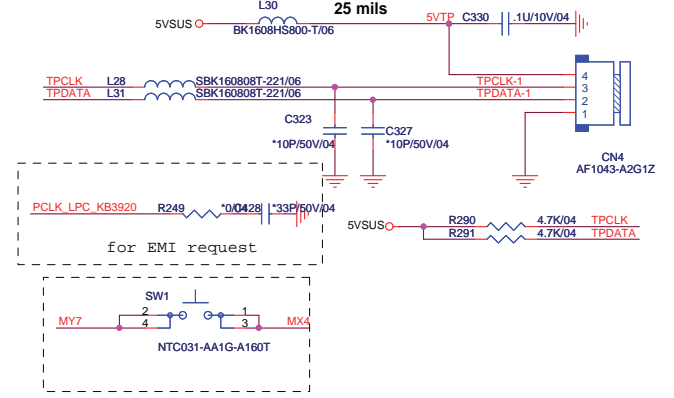 L30
25 mils
5VSUS
BK1608HS800-T/06
5VTP
C330
.1U/10V/04
TPCLK
L28
SBK160808T-221/06
TPCLK-1
TPDATA
L31
SBK160808T-221/06
TPDATA-1
4
3
2
1
C323
*10P/50V/04
C327
*10P/50V/04
CN4
AF1043-A2G1Z
PCLK_LPC_KB3920
R249
*0/04
C428
*33P/50V/04
for EMI request
5VSUS
R290
4.7K/04
TPCLK
R291
4.7K/04
TPDATA
SW1
MY7
2
4
1
3
MX4
NTC031-AA1G-A160T